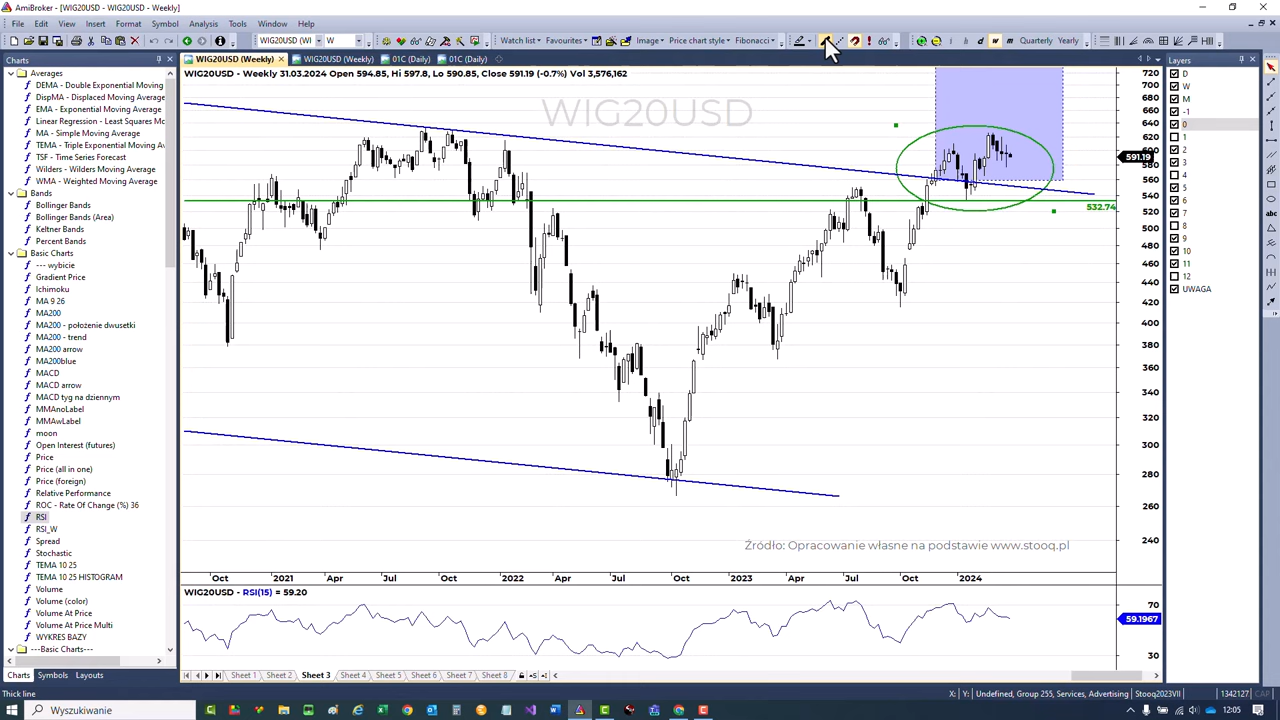 AmiBroker - [WIG20USD - WIG20USD - Weekly]
File Edit View Insert Format Symbol Analysis Tools Window Help
WIG20USD (WI W Watch list Favourites Image Price chart style Fibonacci i h d w m Quarterly Yearly
Charts
WIG20USD (Weekly) WIG20USD (Weekly) 01C (Daily) 01C (Daily)
Layers
Averages
DEMA - Double Exponential Moving
DispMA - Displaced Moving Average
EMA - Exponential Moving Average
Linear Regression - Least Squares Mo
MA - Simple Moving Average
TEMA - Triple Exponential Moving Av
TSF - Time Series Forecast
Wilders - Wilders Moving Average
WMA - Weighted Moving Average
Bands
Bollinger Bands
Bollinger Bands (Area)
Keltner Bands
Percent Bands
Basic Charts
--- wybicie
Gradient Price
Ichimoku
MA 9 26
MA200
MA200 - położenie dwusetki
MA200 - trend
MA200 arrow
MA200blue
MACD
MACD arrow
MACD tyg na dziennym
MMAnoLabel
MMAwLabel
moon
Open Interest (futures)
Price
Price (all in one)
Price (foreign)
Relative Performance
ROC - Rate Of Change (%) 36
RSI
RSI_W
Spread
Stochastic
TEMA 10 25
TEMA 10 25 HISTOGRAM
Volume
Volume (color)
Volume At Price
Volume At Price Multi
WYKRES BAZY
---Basic Charts---
Charts Symbols Layouts
WIG20USD - Weekly 31.03.2024 Open 594.85, Hi 597.8, Lo 590.85, Close 591.19 (-0.7%) Vol 3,576,162
WIG20USD
720
700
680
660
640
620
600
591.19
580
560
540
532.74
520
500
480
460
440
420
400
380
360
340
320
300
280
260
240
Źródło: Opracowanie własne na podstawie www.stooq.pl
Oct 2021 Apr Jul Oct 2022 Apr Jul Oct 2023 Apr Jul Oct 2024
WIG20USD - RSI(15) = 59.20
70
59.1967
30
Sheet 1 Sheet 2 Sheet 3 Sheet 4 Sheet 5 Sheet 6 Sheet 7 Sheet 8
D
W
M
-1
0
1
2
3
4
5
6
7
8
9
10
11
12
UWAGA
abc
Thick line
X: Y: Undefined, Group 255, Services, Advertising Stooq2023VII 1342127 CAP
Wyszukiwanie
12:05